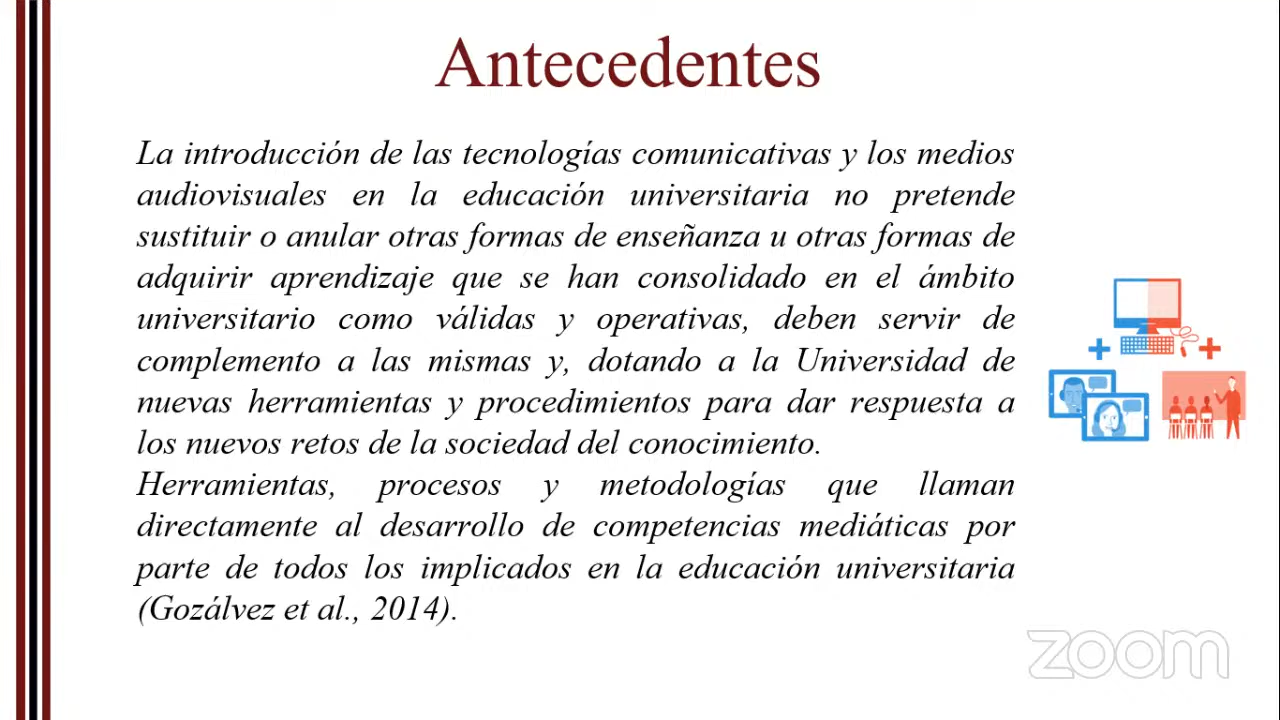 Antecedentes
La introducción de las tecnologías comunicativas y los medios
audiovisuales en la educación universitaria no pretende
sustituir o anular otras formas de enseñanza u otras formas de
adquirir aprendizaje que se han consolidado en el ámbito
universitario como válidas y operativas, deben servir de
complemento a las mismas y, dotando a la Universidad de
nuevas herramientas y procedimientos para dar respuesta a
los nuevos retos de la sociedad del conocimiento.
Herramientas, procesos y metodologías que llaman
directamente al desarrollo de competencias mediáticas por
parte de todos los implicados en la educación universitaria
(Gozálvez et al., 2014).
zoom